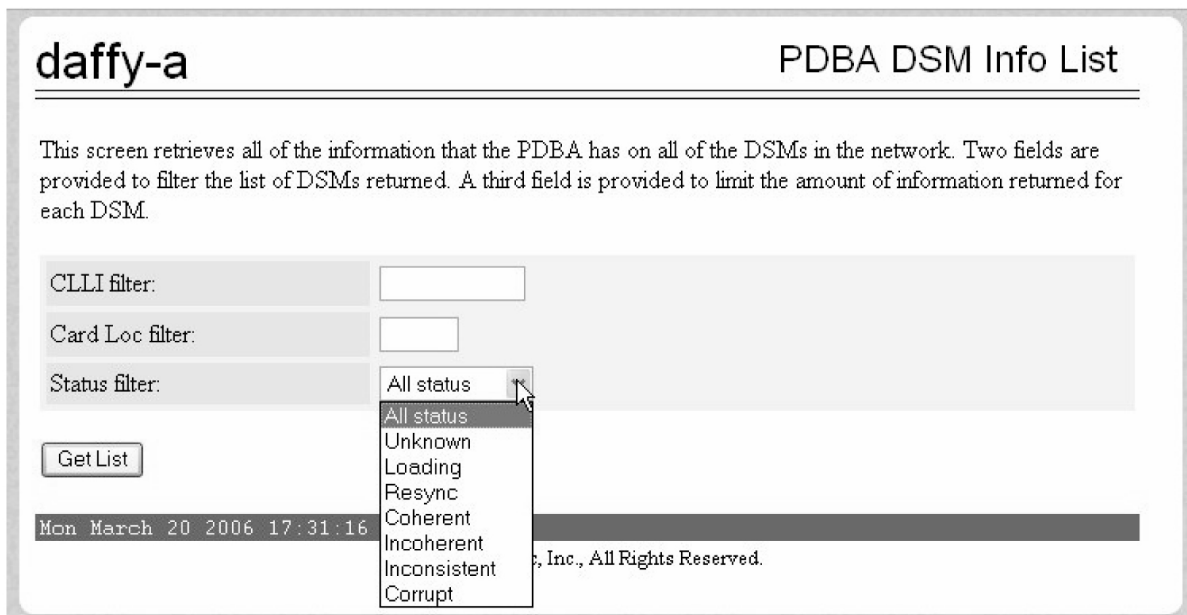 daffy-a
PDBA DSM Info List
This screen retrieves all of the information that the PDBA has on all of the DSMs in the network. Two fields are
provided to filter the list of DSMs returned. A third field is provided to limit the amount of information returned for
each DSM.
CLLI filter:
Card Loc filter:
Status filter:
All status
All status
Unknown
Loading
Resync
Coherent
Incoherent
Inconsistent
Corrupt
Get List
Mon March 20 2006 17:31:16
, Inc., All Rights Reserved.